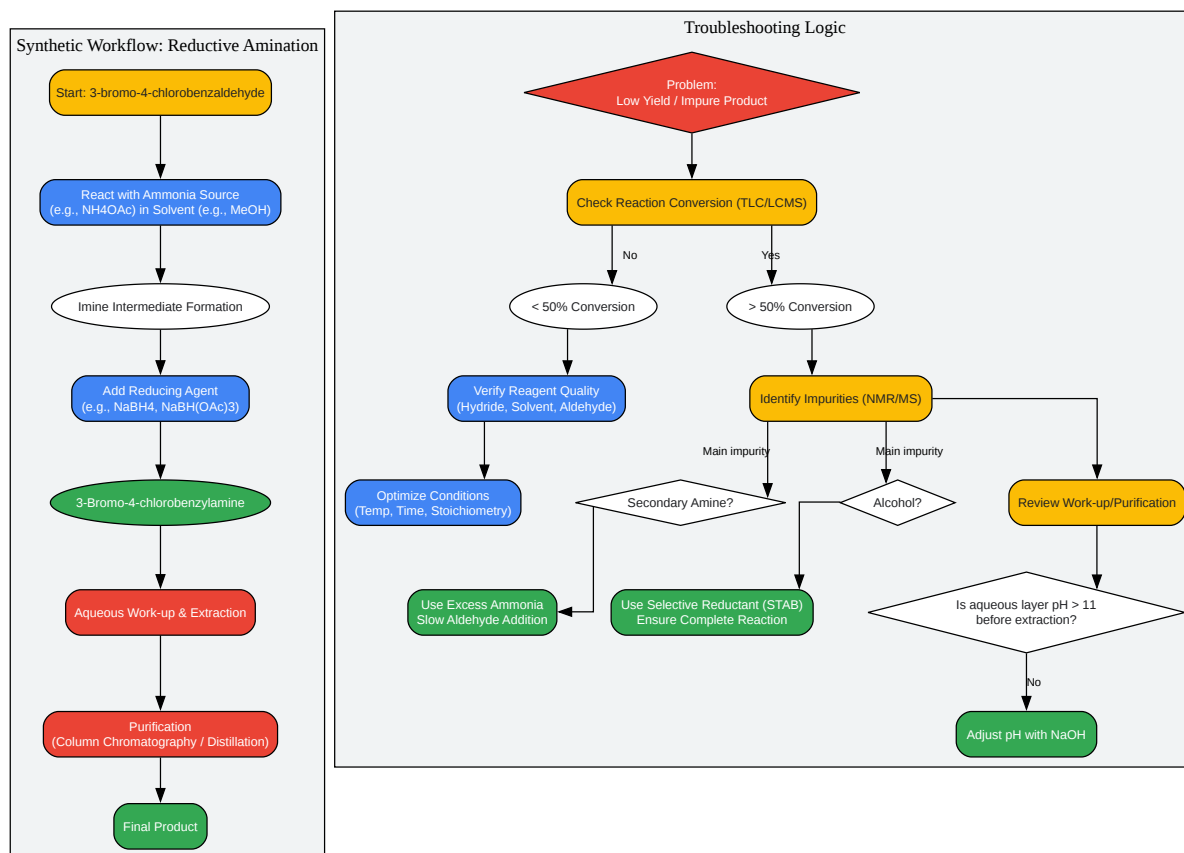 Synthetic Workflow: Reductive Amination
Start: 3-bromo-4-chlorobenzaldehyde
React with Ammonia Source
(e.g., NH4OAc) in Solvent (e.g., MeOH)
Imine Intermediate Formation
Add Reducing Agent
(e.g., NaBH4, NaBH(OAc)3)
3-Bromo-4-chlorobenzylamine
Aqueous Work-up & Extraction
Purification
(Column Chromatography / Distillation)
Final Product
Troubleshooting Logic
Problem:
Low Yield / Impure Product
Check Reaction Conversion (TLC/LCMS)
No
Yes
< 50% Conversion
> 50% Conversion
Verify Reagent Quality
(Hydride, Solvent, Aldehyde)
Identify Impurities (NMR/MS)
Main impurity
Main impurity
Optimize Conditions
(Temp, Time, Stoichiometry)
Secondary Amine?
Alcohol?
Review Work-up/Purification
Use Excess Ammonia
Slow Aldehyde Addition
Use Selective Reductant (STAB)
Ensure Complete Reaction
Is aqueous layer pH > 11
before extraction?
No
Adjust pH with NaOH